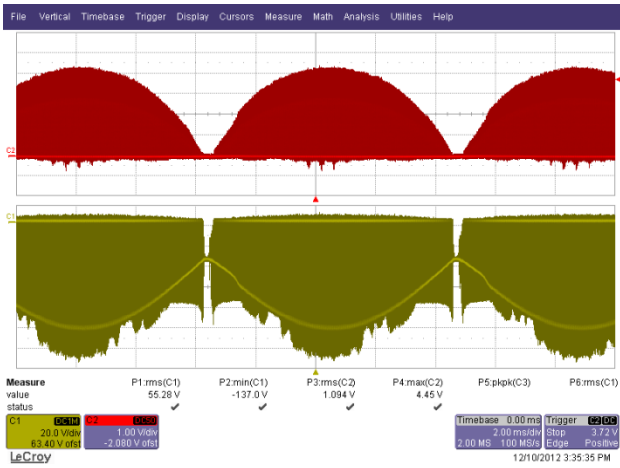 File Vertical Timebase Trigger Display Cursors Measure Math Analysis Utilities Help
C2
C1
Measure P1:rms(C1) P2:min(C1) P3:rms(C2) P4:max(C2) P5:pkpk(C3) P6:rms(C1)
value 55.28 V -137.0 V 1.094 V 4.45 V
status
C1 DC1M C2 Timebase 0.00 ms Trigger C2 DC
20.0 V/div 1.00 V/div 2.00 ms/div Stop 3.72 V
63.40 V ofst -2.080 V ofst 2.00 MS 100 MS/s Edge Positive
LeCroy 12/10/2012 3:35:35 PM